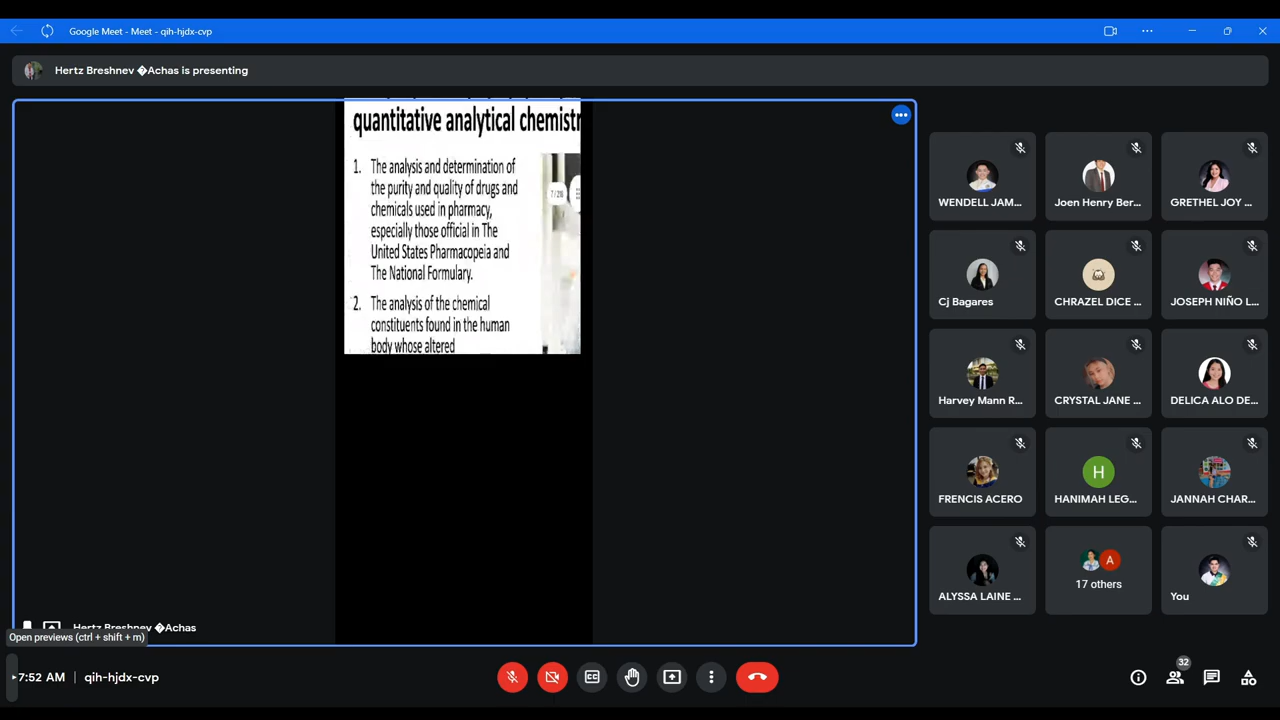 Google Meet - Meet - qih-hjdx-cvp
Hertz Breshnev �Achas is presenting
quantitative analytical chemistr
1. The analysis and determination of
the purity and quality of drugs and
chemicals used in pharmacy,
especially those official in The
United States Pharmacopeia and
The National Formulary.
2. The analysis of the chemical
constituents found in the human
body whose altered
7/28
WENDELL JAM...
Joen Henry Ber...
GRETHEL JOY ...
Cj Bagares
CHRAZEL DICE ...
JOSEPH NIÑO L...
Harvey Mann R...
CRYSTAL JANE ...
DELICA ALO DE...
FRENCIS ACERO
H
HANIMAH LEG...
JANNAH CHAR...
ALYSSA LAINE ...
A
17 others
You
Hertz Breshnev �Achas
Open previews (ctrl + shift + m)
7:52 AM | qih-hjdx-cvp
32